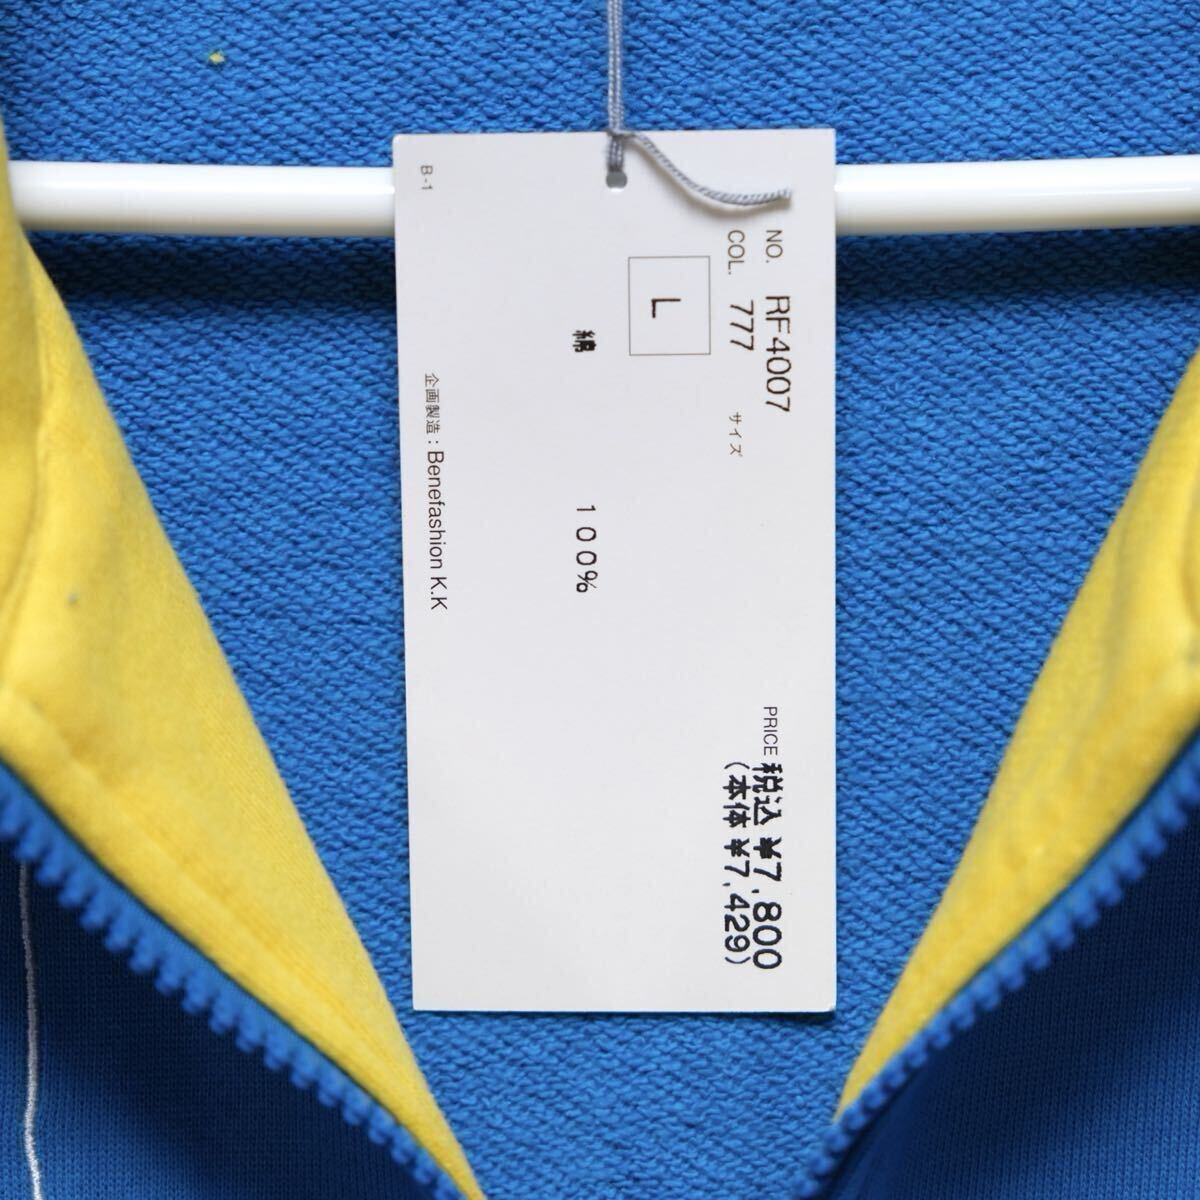 NO. RF4007
COL. 777 サイズ
L
綿 100%
企画製造：Benefashion K.K
B-1
PRICE 税込 ¥7,800
(本体 ¥7,429)